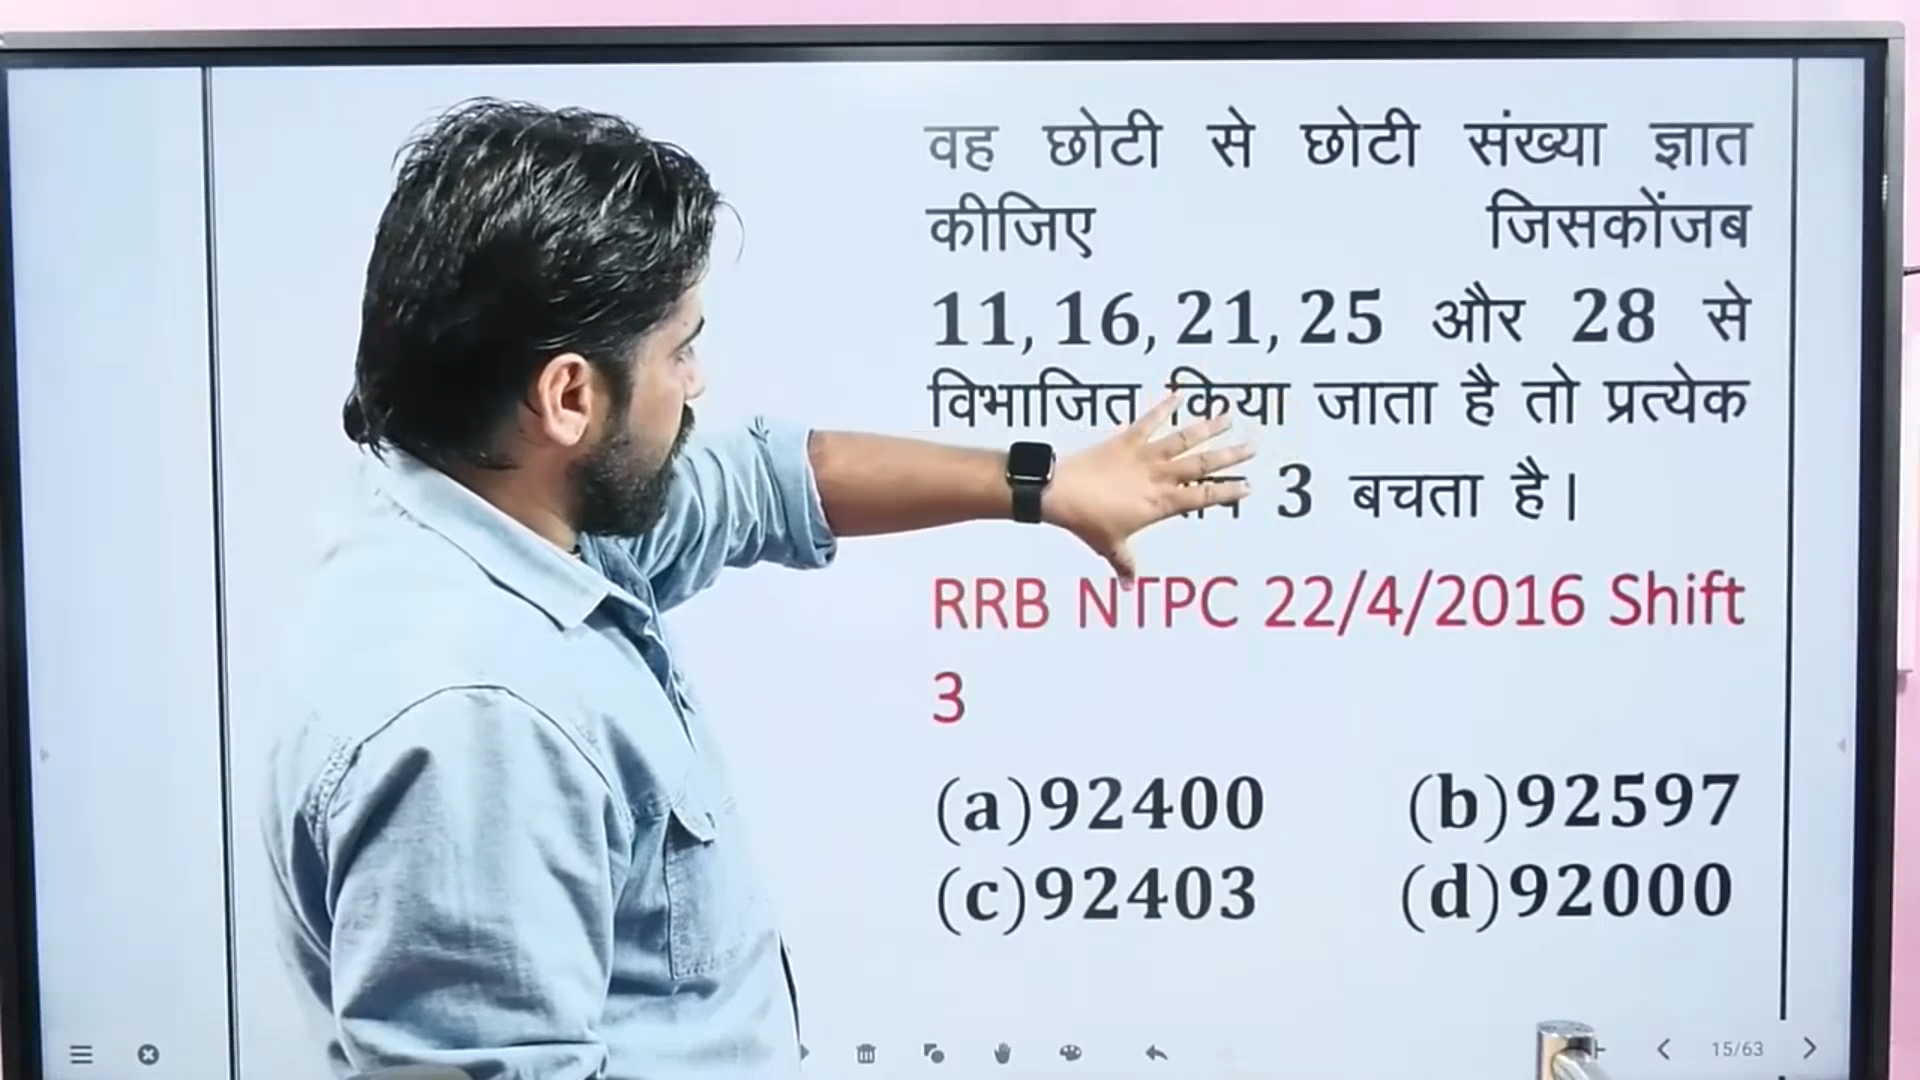 वह छोटी से छोटी संख्या ज्ञात
कीजिए जिसकोंजब
11, 16, 21, 25 और 28 से
विभाजित किया जाता है तो प्रत्येक
3 बचता है।
RRB NTPC 22/4/2016 Shift
3
(a)92400 (b)92597
(c)92403 (d)92000
15/63